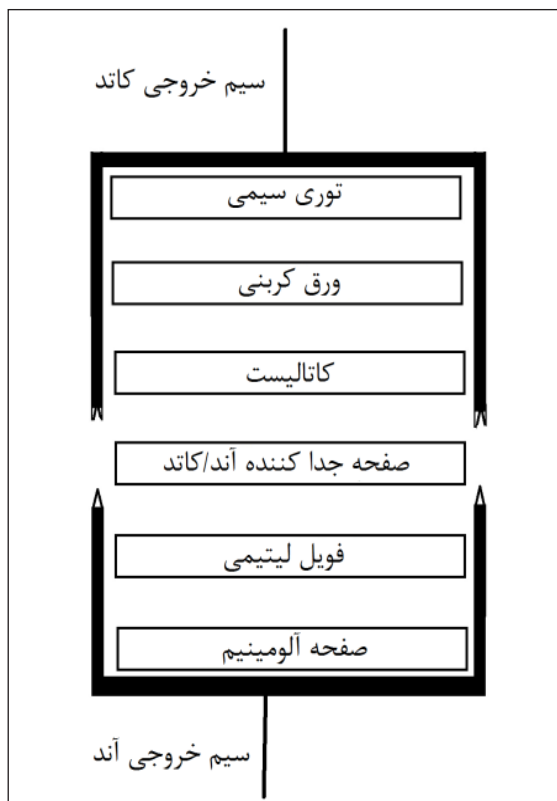 سیم خروجی کاتد
توری سیمی
ورق کربنی
کاتالیست
صفحه جدا کننده آند/کاتد
فویل لیتیمی
صفحه آلومینیم
سیم خروجی آند